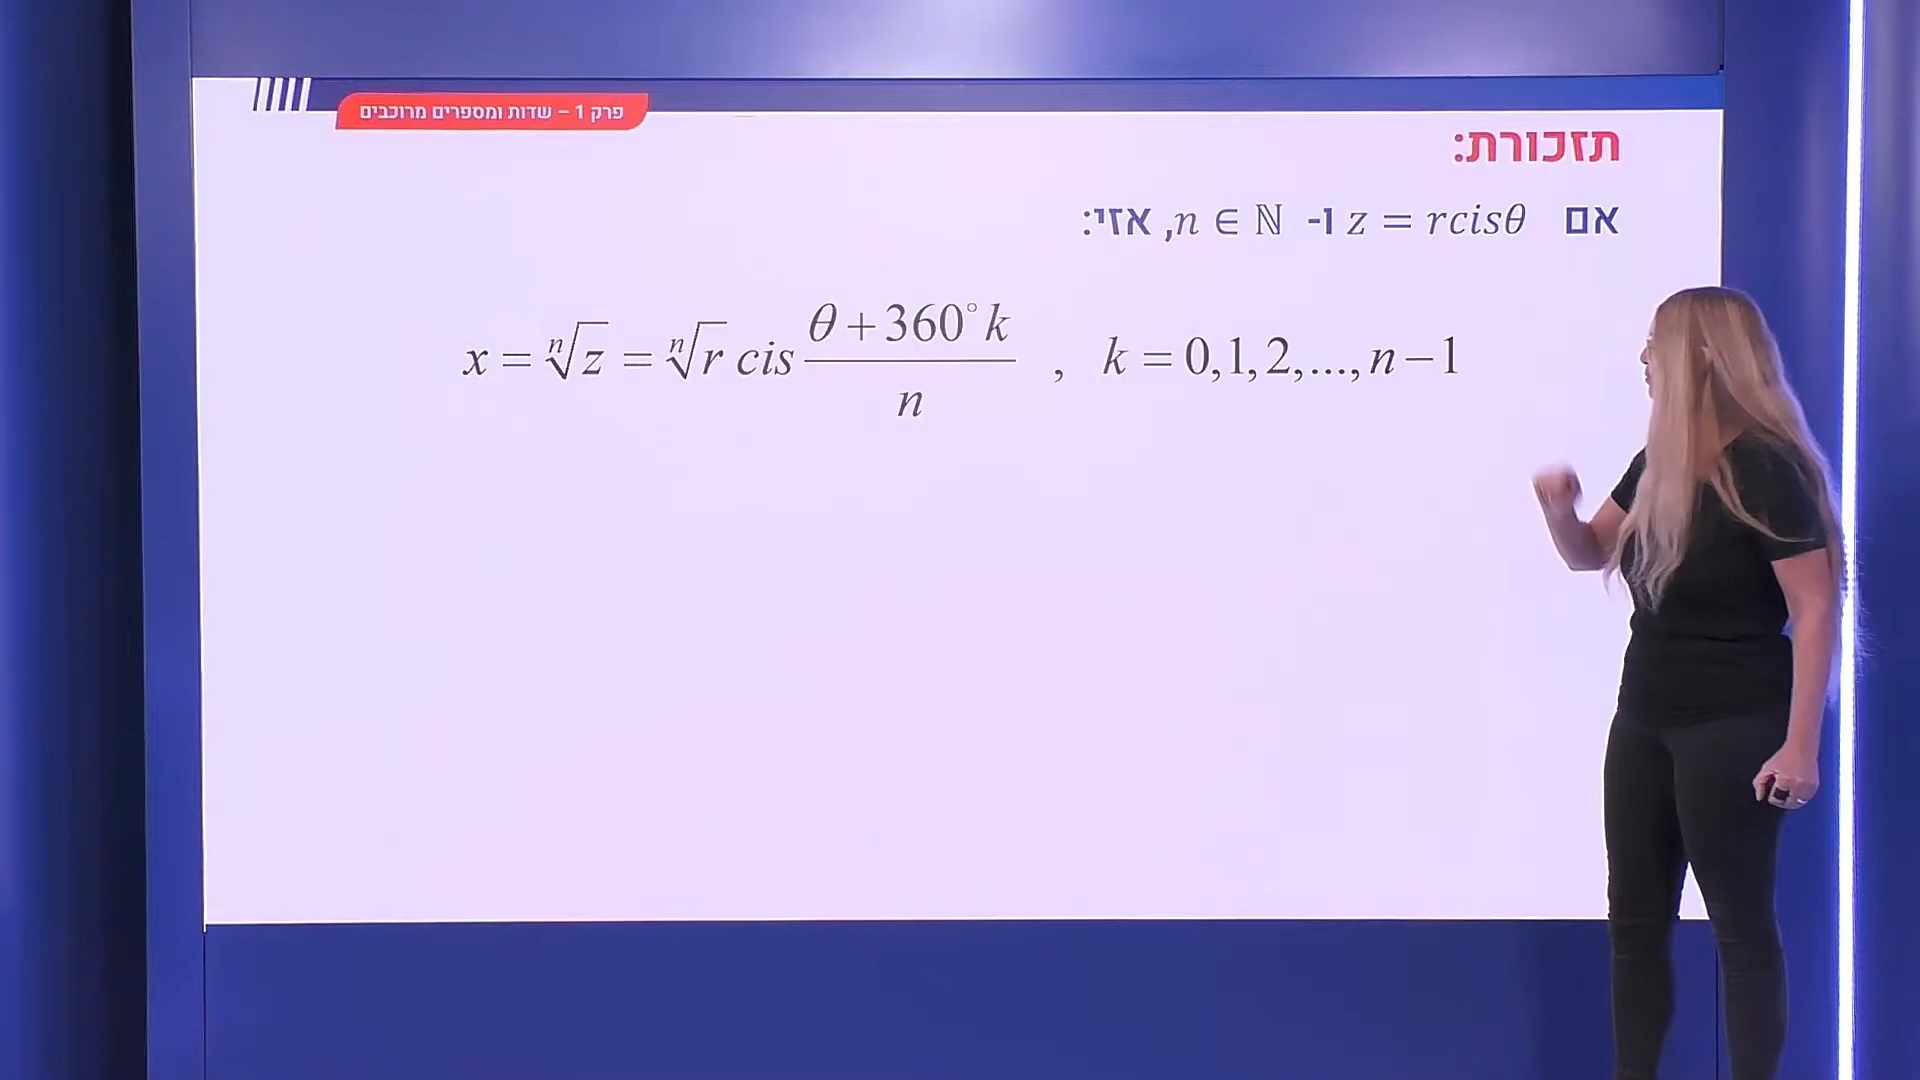 פרק 1 – שדות ומספרים מרוכבים
תזכורת:
אם z = rcisθ ו- n ∈ ℕ, אזי:
x = ⁿ√z = ⁿ√r cis (θ + 360° k)/n , k = 0,1,2,...,n−1